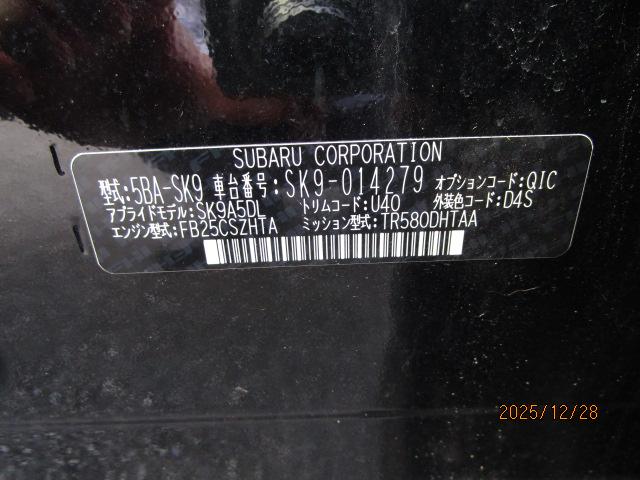 SUBARU CORPORATION
型式:5BA-SK9 車台番号:SK9-014279 オプションコード:QIC
アプライドモデル:SK9A5DL トリムコード:U40 外装色コード:D4S
エンジン型式:FB25CSZHTA ミッション型式:TR580DHTAA
2025/12/28